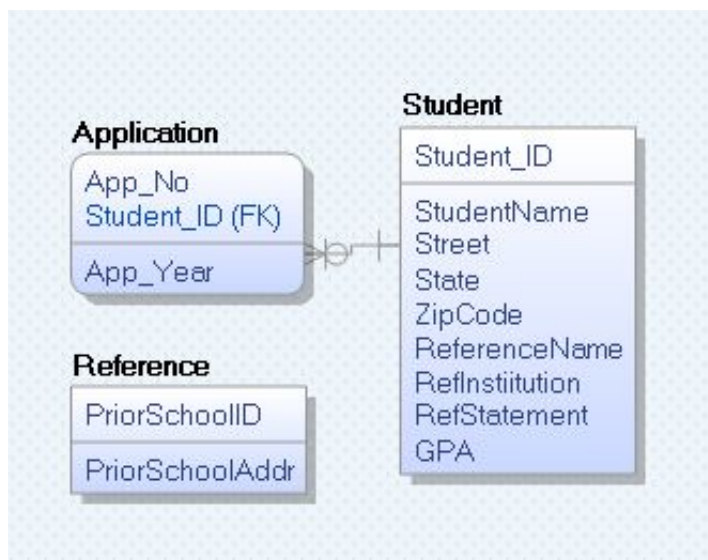 Application
App_No
Student_ID (FK)
App_Year
Reference
PriorSchoolID
PriorSchoolAddr
Student
Student_ID
StudentName
Street
State
ZipCode
ReferenceName
RefInstiitution
RefStatement
GPA